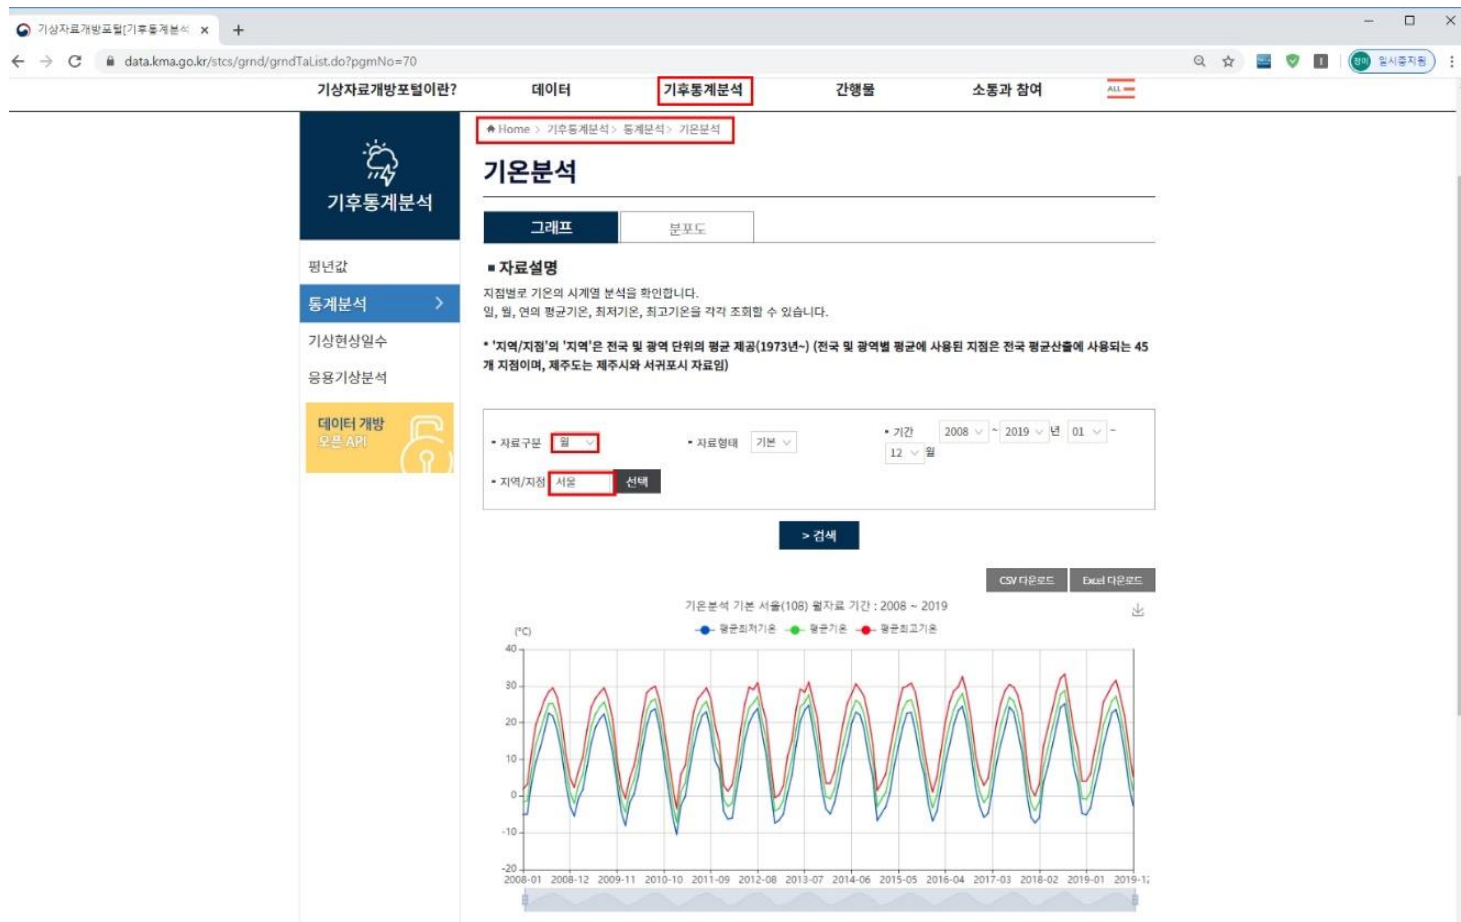 기상자료개방포털[기후통계분석
data.kma.go.kr/stcs/grnd/grndTaList.do?pgmNo=70
일시중지됨
기상자료개방포털이란? 데이터 기후통계분석 간행물 소통과 참여 ALL
Home > 기후통계분석 > 통계분석 > 기온분석
기후통계분석
평년값
통계분석
기상현상일수
응용기상분석
데이터 개방
오픈 API
기온분석
그래프 분포도
■ 자료설명
지점별로 기온의 시계열 분석을 확인합니다.
일, 월, 연의 평균기온, 최저기온, 최고기온을 각각 조회할 수 있습니다.
* '지역/지점'의 '지역'은 전국 및 광역 단위의 평균 제공(1973년~) (전국 및 광역별 평균에 사용된 지점은 전국 평균산출에 사용되는 45
개 지점이며, 제주도는 제주시와 서귀포시 자료임)
▪ 자료구분 월 ▪ 자료형태 기본 ▪ 기간 2008 ~ 2019 년 01 ~
12 월
▪ 지역/지점 서울 선택
> 검색
CSV 다운로드 Excel 다운로드
기온분석 기본 서울(108) 월자료 기간 : 2008 ~ 2019
평균최저기온 평균기온 평균최고기온
(°C)
40
30
20
10
0
-10
-20
2008-01 2008-12 2009-11 2010-10 2011-09 2012-08 2013-07 2014-06 2015-05 2016-04 2017-03 2018-02 2019-01 2019-12